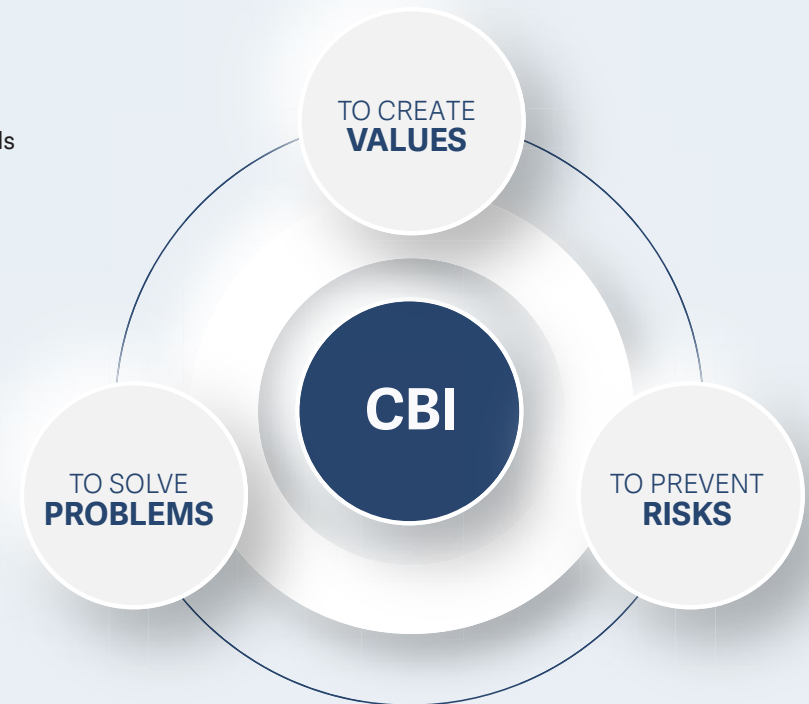 TO CREATE
VALUES
CBI
TO SOLVE
PROBLEMS
TO PREVENT
RISKS